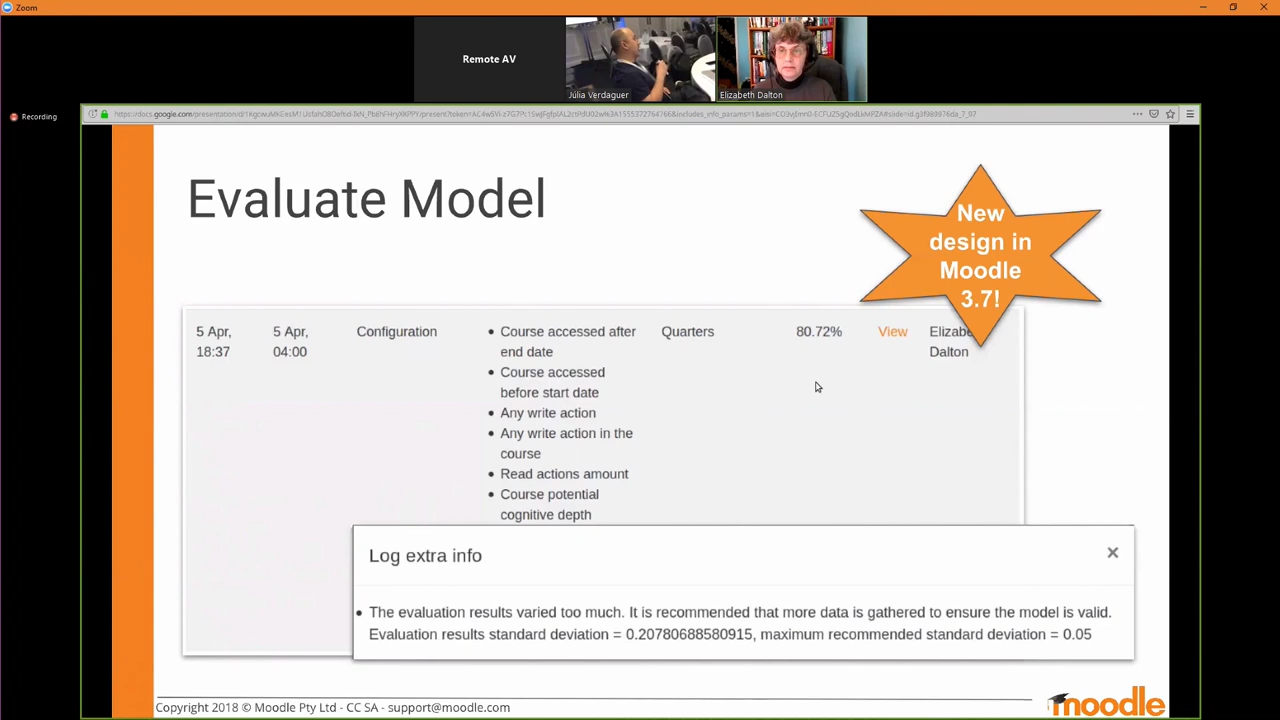 Zoom
Remote AV
Júlia Verdaguer
Elizabeth Dalton
Recording
Evaluate Model
New
design in
Moodle
3.7!
5 Apr,
18:37
5 Apr,
04:00
Configuration
Course accessed after
end date
Course accessed
before start date
Any write action
Any write action in the
course
Read actions amount
Course potential
cognitive depth
Quarters
80.72%
View
Elizabe
Dalton
Log extra info
The evaluation results varied too much. It is recommended that more data is gathered to ensure the model is valid.
Evaluation results standard deviation = 0.20780688580915, maximum recommended standard deviation = 0.05
Copyright 2018 © Moodle Pty Ltd - CC SA - support@moodle.com
moodle